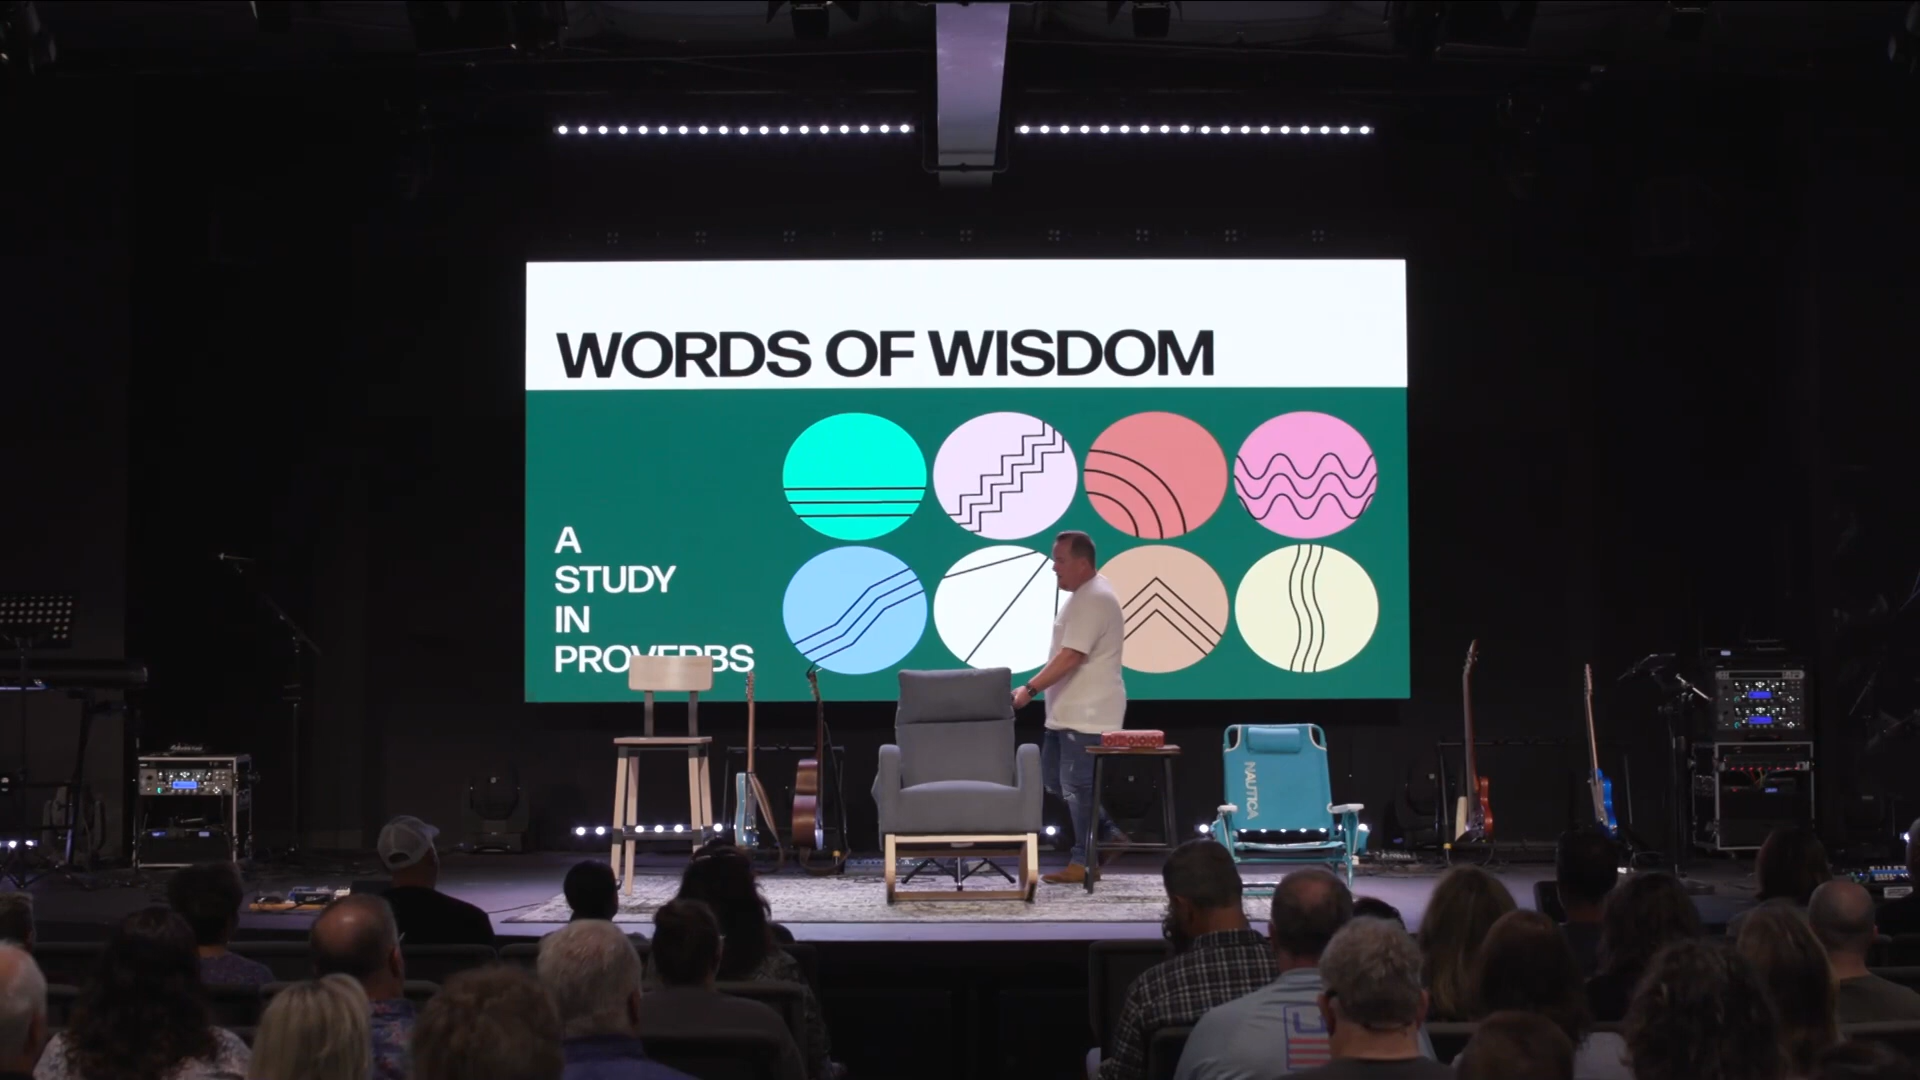 WORDS OF WISDOM
A
STUDY
IN
PROVERBS
NAUTICA